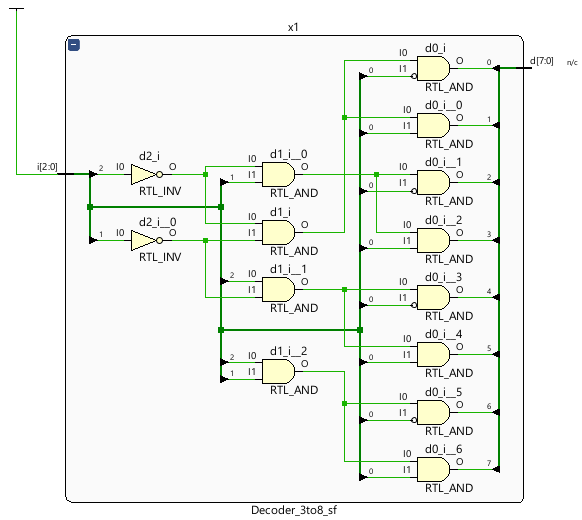 x1
d0_i
I0
O
0
d[7:0]
n/c
0
I1
RTL_AND
d0_i__0
I0
O
1
0
I1
RTL_AND
d2_i
d1_i__0
d0_i__1
i[2:0]
2
I0
O
I0
O
I0
O
2
1
I1
0
I1
RTL_INV
RTL_AND
RTL_AND
d2_i__0
d1_i
d0_i__2
1
I0
O
I0
O
I0
O
3
I1
0
I1
RTL_INV
RTL_AND
RTL_AND
d1_i__1
d0_i__3
2
I0
O
I0
O
4
I1
0
I1
RTL_AND
RTL_AND
d0_i__4
d1_i__2
I0
O
5
2
I0
O
0
I1
1
I1
RTL_AND
RTL_AND
d0_i__5
I0
O
6
0
I1
RTL_AND
d0_i__6
I0
O
7
0
I1
RTL_AND
Decoder_3to8_sf